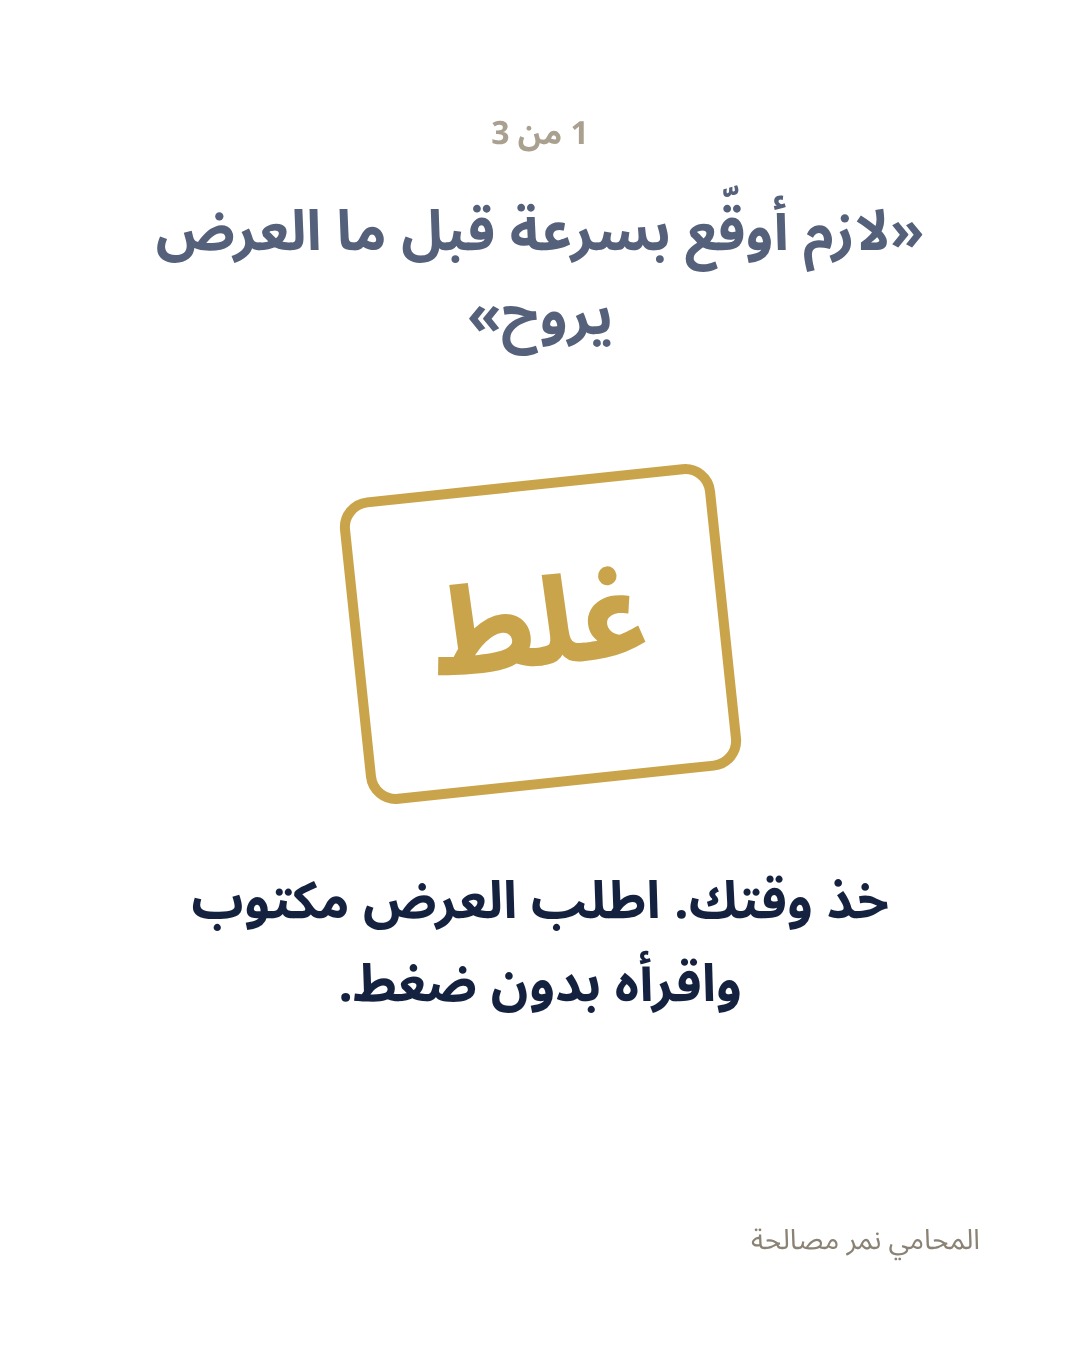 1 من 3
«لازم أوقّع بسرعة قبل ما العرض
يروح»
غلط
خذ وقتك. اطلب العرض مكتوب
واقرأه بدون ضغط.
المحامي نمر مصالحة